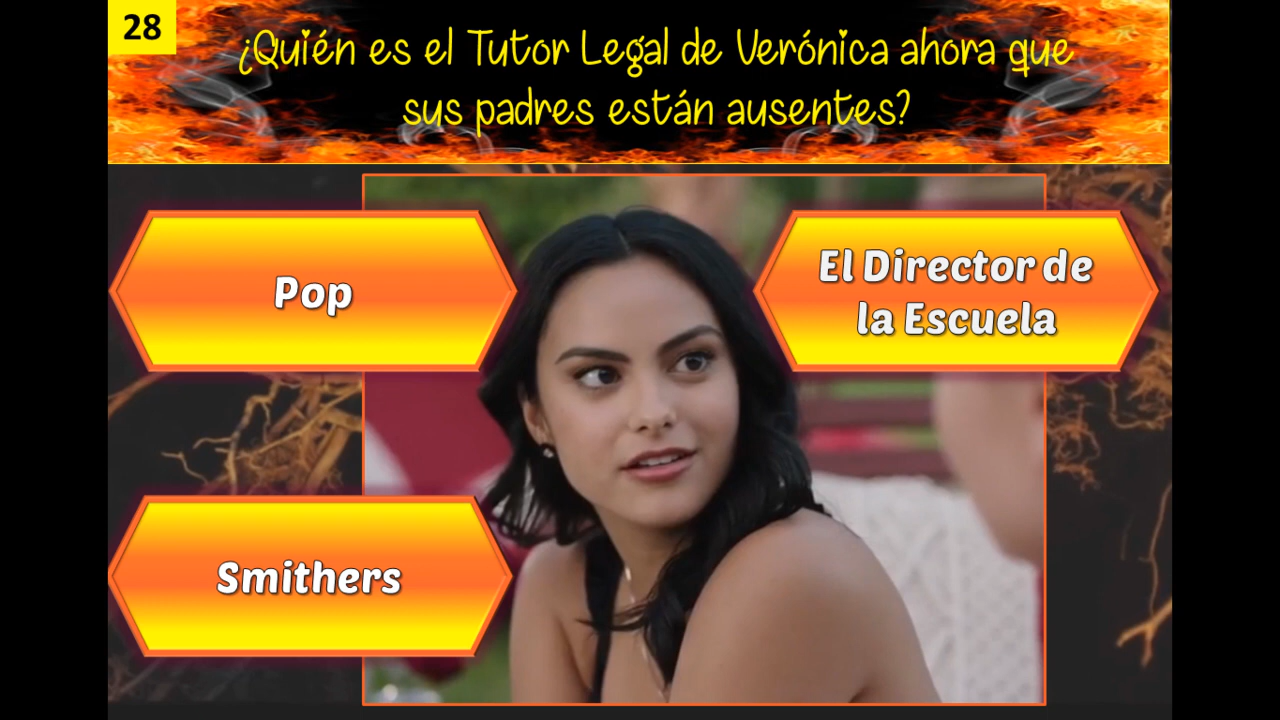 28
¿Quién es el Tutor Legal de Verónica ahora que
sus padres están ausentes?
Pop
El Director de
la Escuela
Smithers